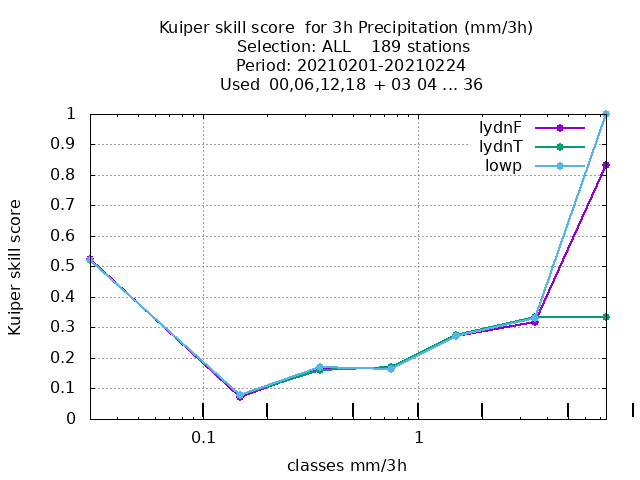 Kuiper skill score  for 3h Precipitation (mm/3h)
Selection: ALL    189 stations
Period: 20210201-20210224
Used  00,06,12,18  + 03 04 ... 36
lydnF
lydnT
lowp
1
0.9
0.8
0.7
0.6
0.5
0.4
0.3
0.2
0.1
0
Kuiper skill score
0.1
1
classes mm/3h